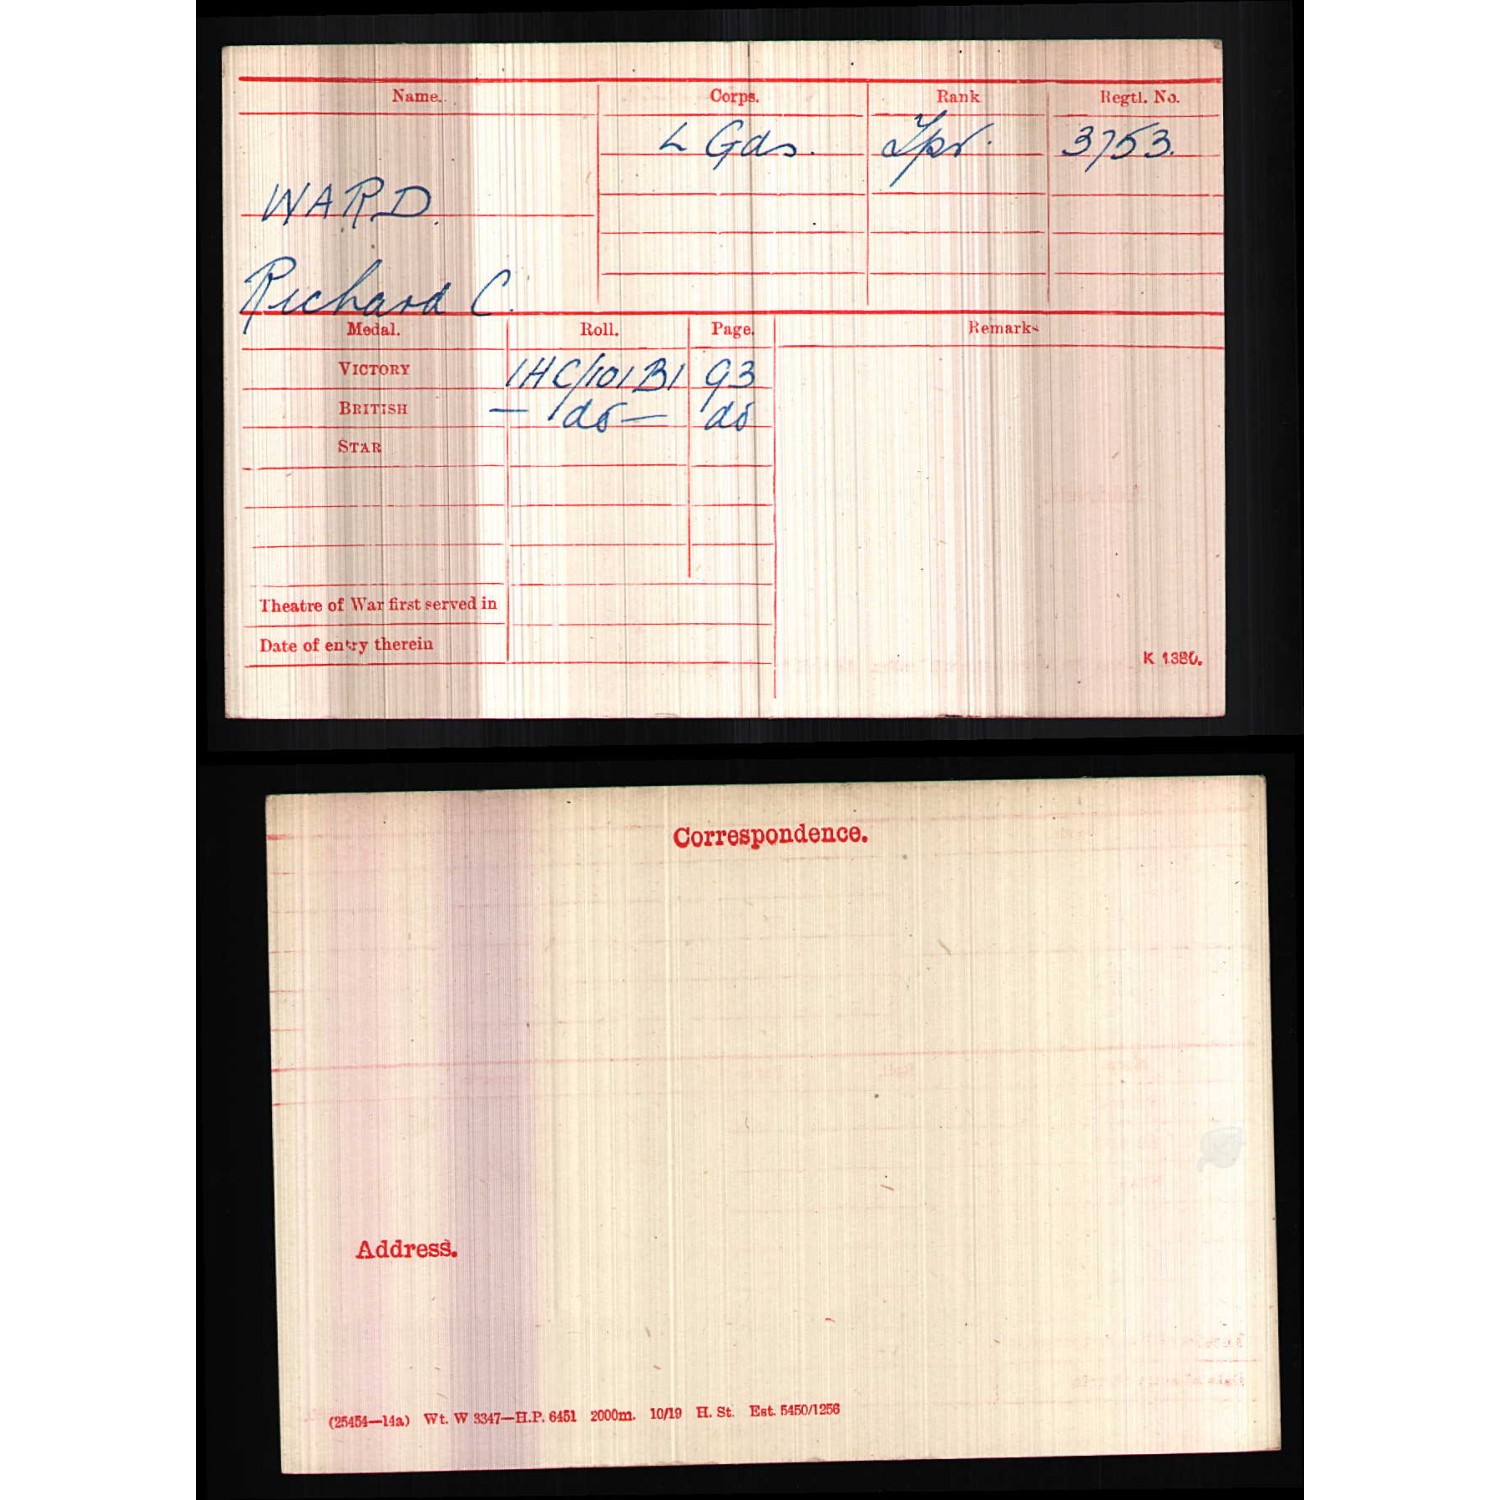 Name. Corps. Rank Regtl. No.
L Gds. Tpr. 3753.
WARD.
Richard C.
Medal. Roll. Page. Remarks
VICTORY 1HC/101B1 93
BRITISH — do — do
STAR
Theatre of War first served in
Date of entry therein
K 1380.
Correspondence.
Address.
(25454—14a) Wt. W 3347—H.P. 6451 2000m. 10/19 H. St. Est. 5450/1256